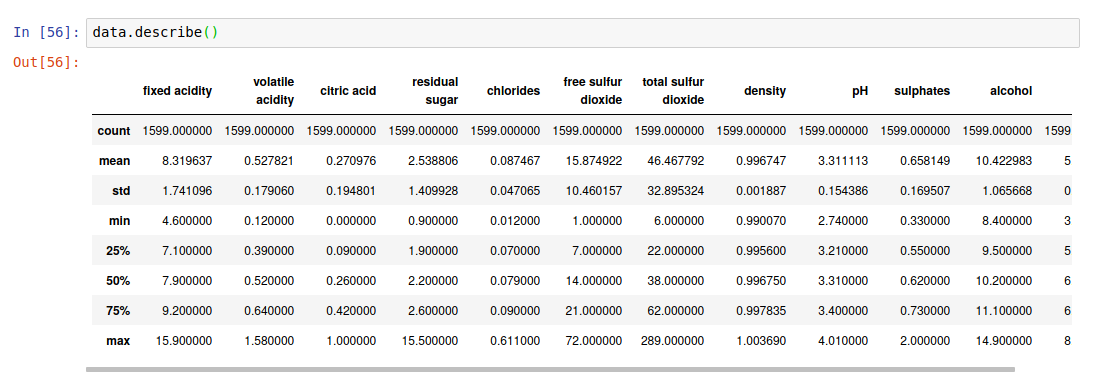 In [56]: data.describe()
Out[56]:
fixed acidity volatile acidity citric acid residual sugar chlorides free sulfur dioxide total sulfur dioxide density pH sulphates alcohol
count 1599.000000 1599.000000 1599.000000 1599.000000 1599.000000 1599.000000 1599.000000 1599.000000 1599.000000 1599.000000 1599.000000 1599
mean 8.319637 0.527821 0.270976 2.538806 0.087467 15.874922 46.467792 0.996747 3.311113 0.658149 10.422983 5
std 1.741096 0.179060 0.194801 1.409928 0.047065 10.460157 32.895324 0.001887 0.154386 0.169507 1.065668 0
min 4.600000 0.120000 0.000000 0.900000 0.012000 1.000000 6.000000 0.990070 2.740000 0.330000 8.400000 3
25% 7.100000 0.390000 0.090000 1.900000 0.070000 7.000000 22.000000 0.995600 3.210000 0.550000 9.500000 5
50% 7.900000 0.520000 0.260000 2.200000 0.079000 14.000000 38.000000 0.996750 3.310000 0.620000 10.200000 6
75% 9.200000 0.640000 0.420000 2.600000 0.090000 21.000000 62.000000 0.997835 3.400000 0.730000 11.100000 6
max 15.900000 1.580000 1.000000 15.500000 0.611000 72.000000 289.000000 1.003690 4.010000 2.000000 14.900000 8